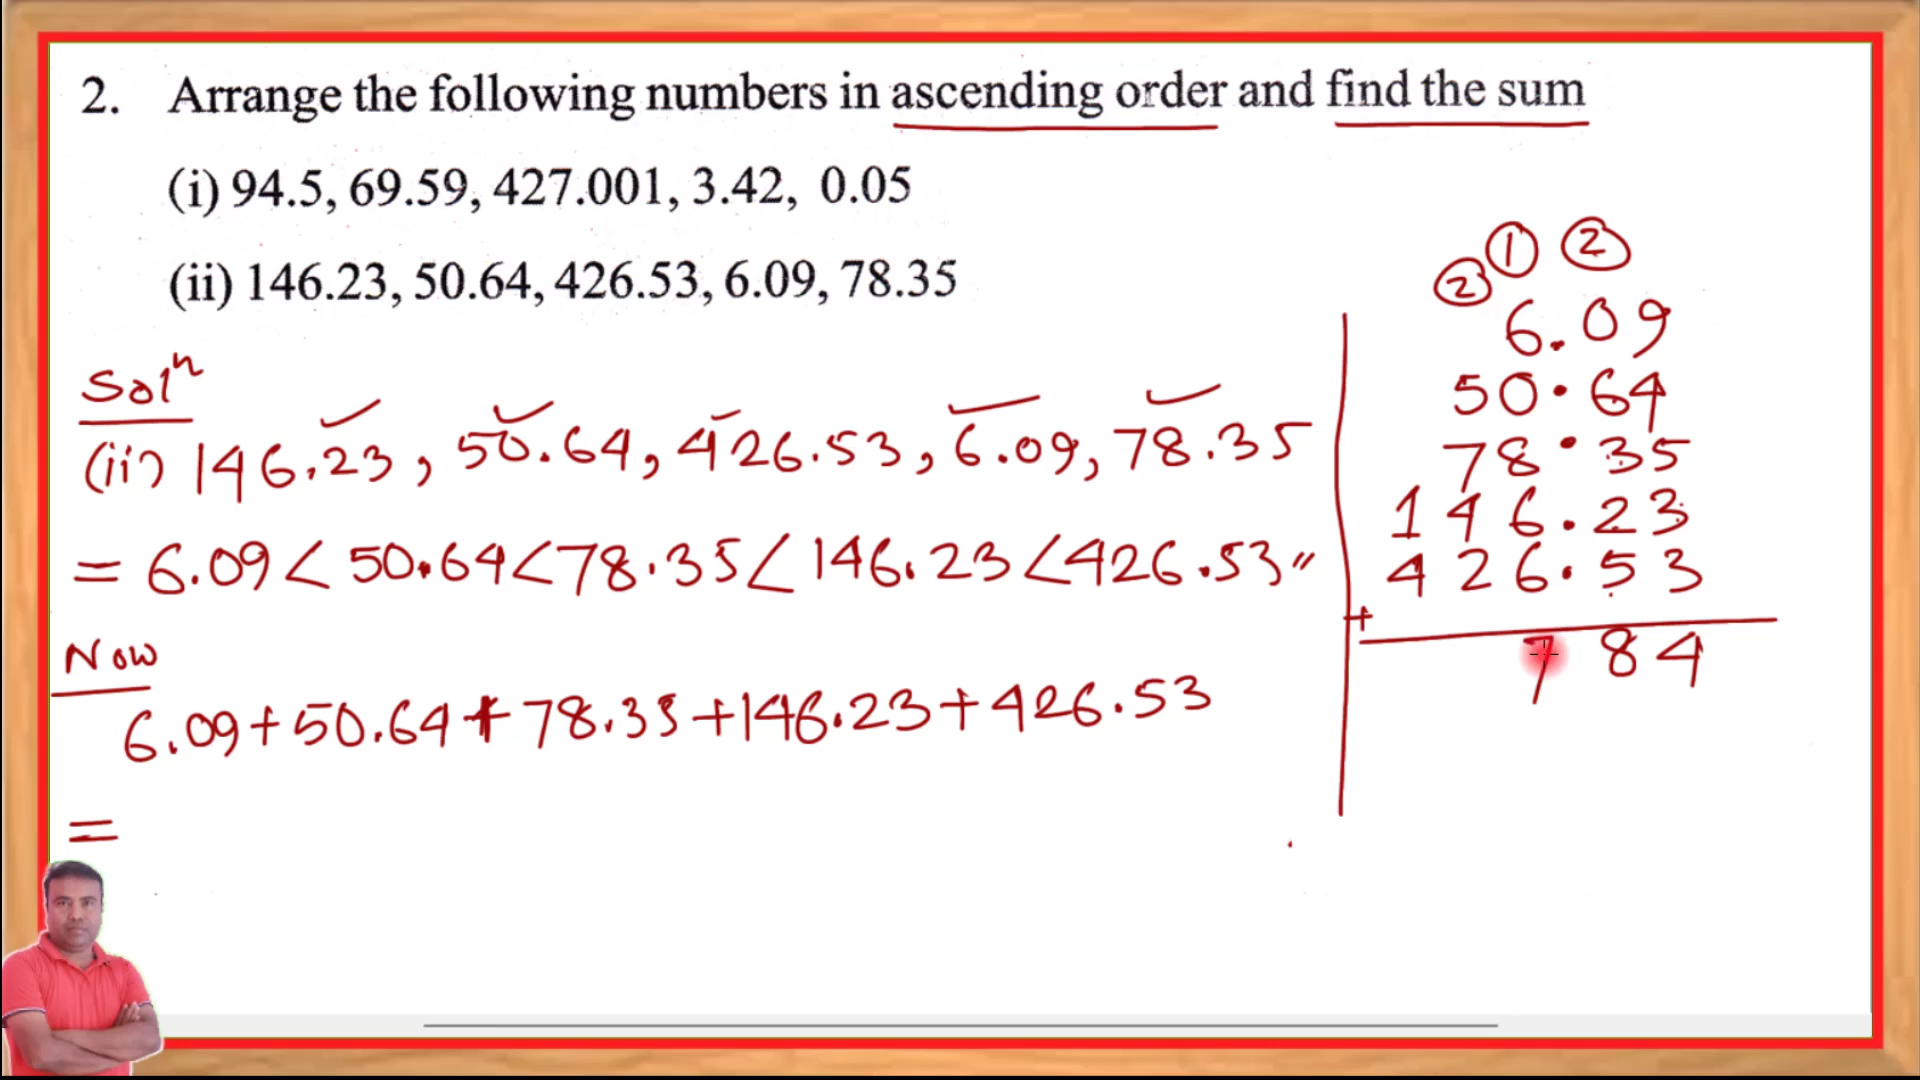 2. Arrange the following numbers in ascending order and find the sum
(i) 94.5, 69.59, 427.001, 3.42, 0.05
(ii) 146.23, 50.64, 426.53, 6.09, 78.35
Solⁿ
(ii) 146.23, 50.64, 426.53, 6.09, 78.35
= 6.09 < 50.64 < 78.35 < 146.23 < 426.53 〃
Now
6.09 + 50.64 + 78.35 + 146.23 + 426.53
=
② ① ②
6.09
50.64
78.35
146.23
426.53
+
7 84